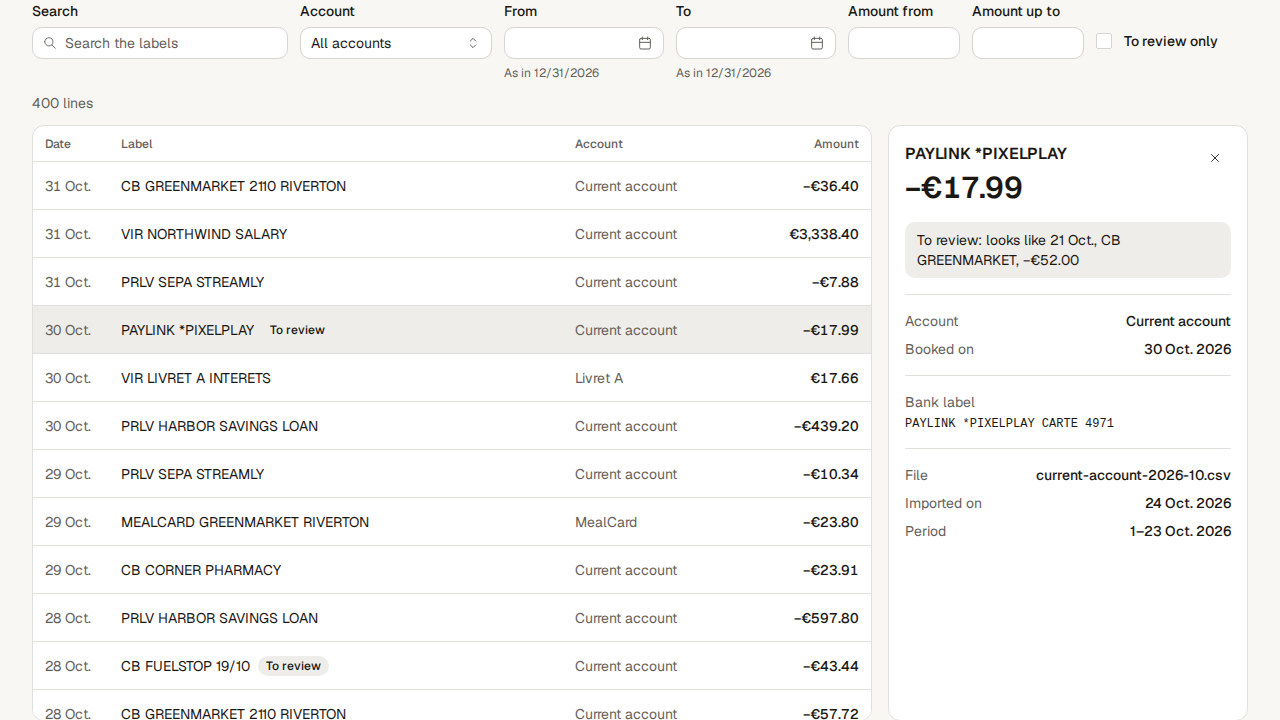 Search
Account
From
To
Amount from
Amount up to
Search the labels
All accounts
To review only
As in 12/31/2026
As in 12/31/2026
400 lines
Date Label Account Amount
31 Oct. CB GREENMARKET 2110 RIVERTON Current account −€36.40
31 Oct. VIR NORTHWIND SALARY Current account €3,338.40
31 Oct. PRLV SEPA STREAMLY Current account −€7.88
30 Oct. PAYLINK *PIXELPLAY To review Current account −€17.99
30 Oct. VIR LIVRET A INTERETS Livret A €17.66
30 Oct. PRLV HARBOR SAVINGS LOAN Current account −€439.20
29 Oct. PRLV SEPA STREAMLY Current account −€10.34
29 Oct. MEALCARD GREENMARKET RIVERTON MealCard −€23.80
29 Oct. CB CORNER PHARMACY Current account −€23.91
28 Oct. PRLV HARBOR SAVINGS LOAN Current account −€597.80
28 Oct. CB FUELSTOP 19/10 To review Current account −€43.44
28 Oct. CB GREENMARKET 2110 RIVERTON Current account −€57.72
PAYLINK *PIXELPLAY
−€17.99
To review: looks like 21 Oct., CB
GREENMARKET, −€52.00
Account Current account
Booked on 30 Oct. 2026
Bank label
PAYLINK *PIXELPLAY CARTE 4971
File current-account-2026-10.csv
Imported on 24 Oct. 2026
Period 1–23 Oct. 2026